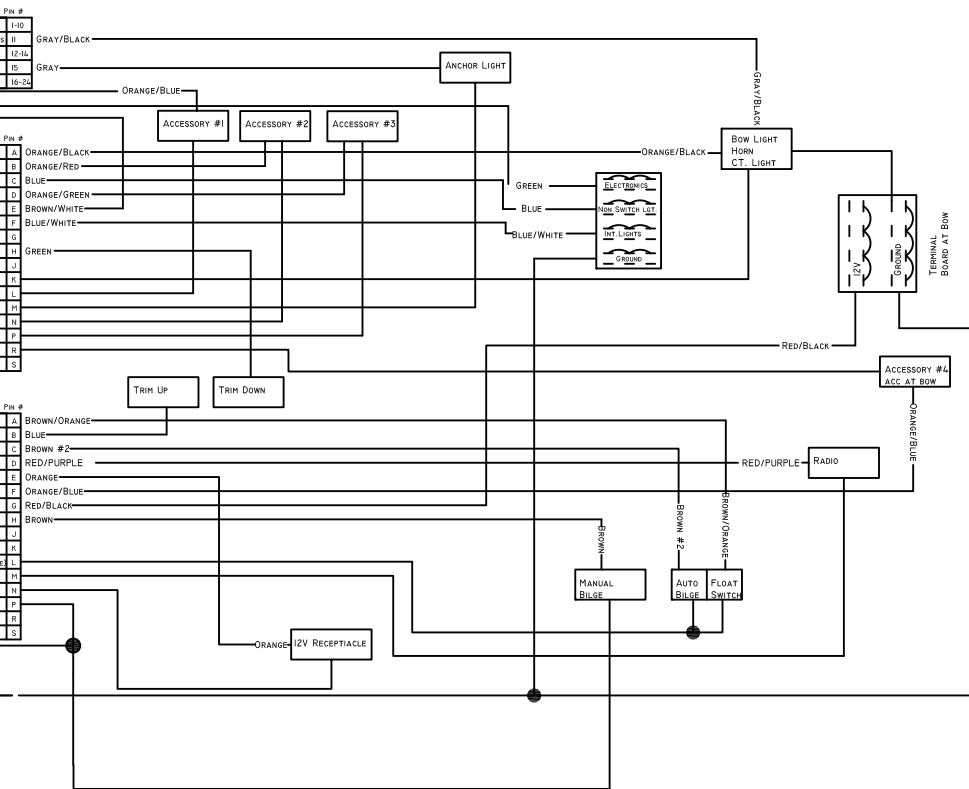 PIN #
1-10
S 11 GRAY/BLACK
12-14
15 GRAY
16-24
ANCHOR LIGHT
GRAY/BLACK
ORANGE/BLUE
ACCESSORY #1
ACCESSORY #2
ACCESSORY #3
PIN #
A ORANGE/BLACK
B ORANGE/RED
C BLUE
D ORANGE/GREEN
E BROWN/WHITE
F BLUE/WHITE
G
H GREEN
J
K
L
M
N
P
R
S
ORANGE/BLACK
BOW LIGHT
HORN
CT. LIGHT
GREEN
BLUE
BLUE/WHITE
ELECTRONICS
NON SWITCH LGT.
INT.LIGHTS
GROUND
12V
GROUND
TERMINAL
BOARD AT BOW
RED/BLACK
ACCESSORY #4
ACC AT BOW
ORANGE/BLUE
TRIM UP
TRIM DOWN
PIN #
A BROWN/ORANGE
B BLUE
C BROWN #2
D RED/PURPLE
E ORANGE
F ORANGE/BLUE
G RED/BLACK
H BROWN
J
K
E) L
M
N
P
R
S
RED/PURPLE
RADIO
BROWN
BROWN #2
BROWN/ORANGE
MANUAL
BILGE
AUTO
BILGE
FLOAT
SWITCH
ORANGE
12V RECEPTIACLE